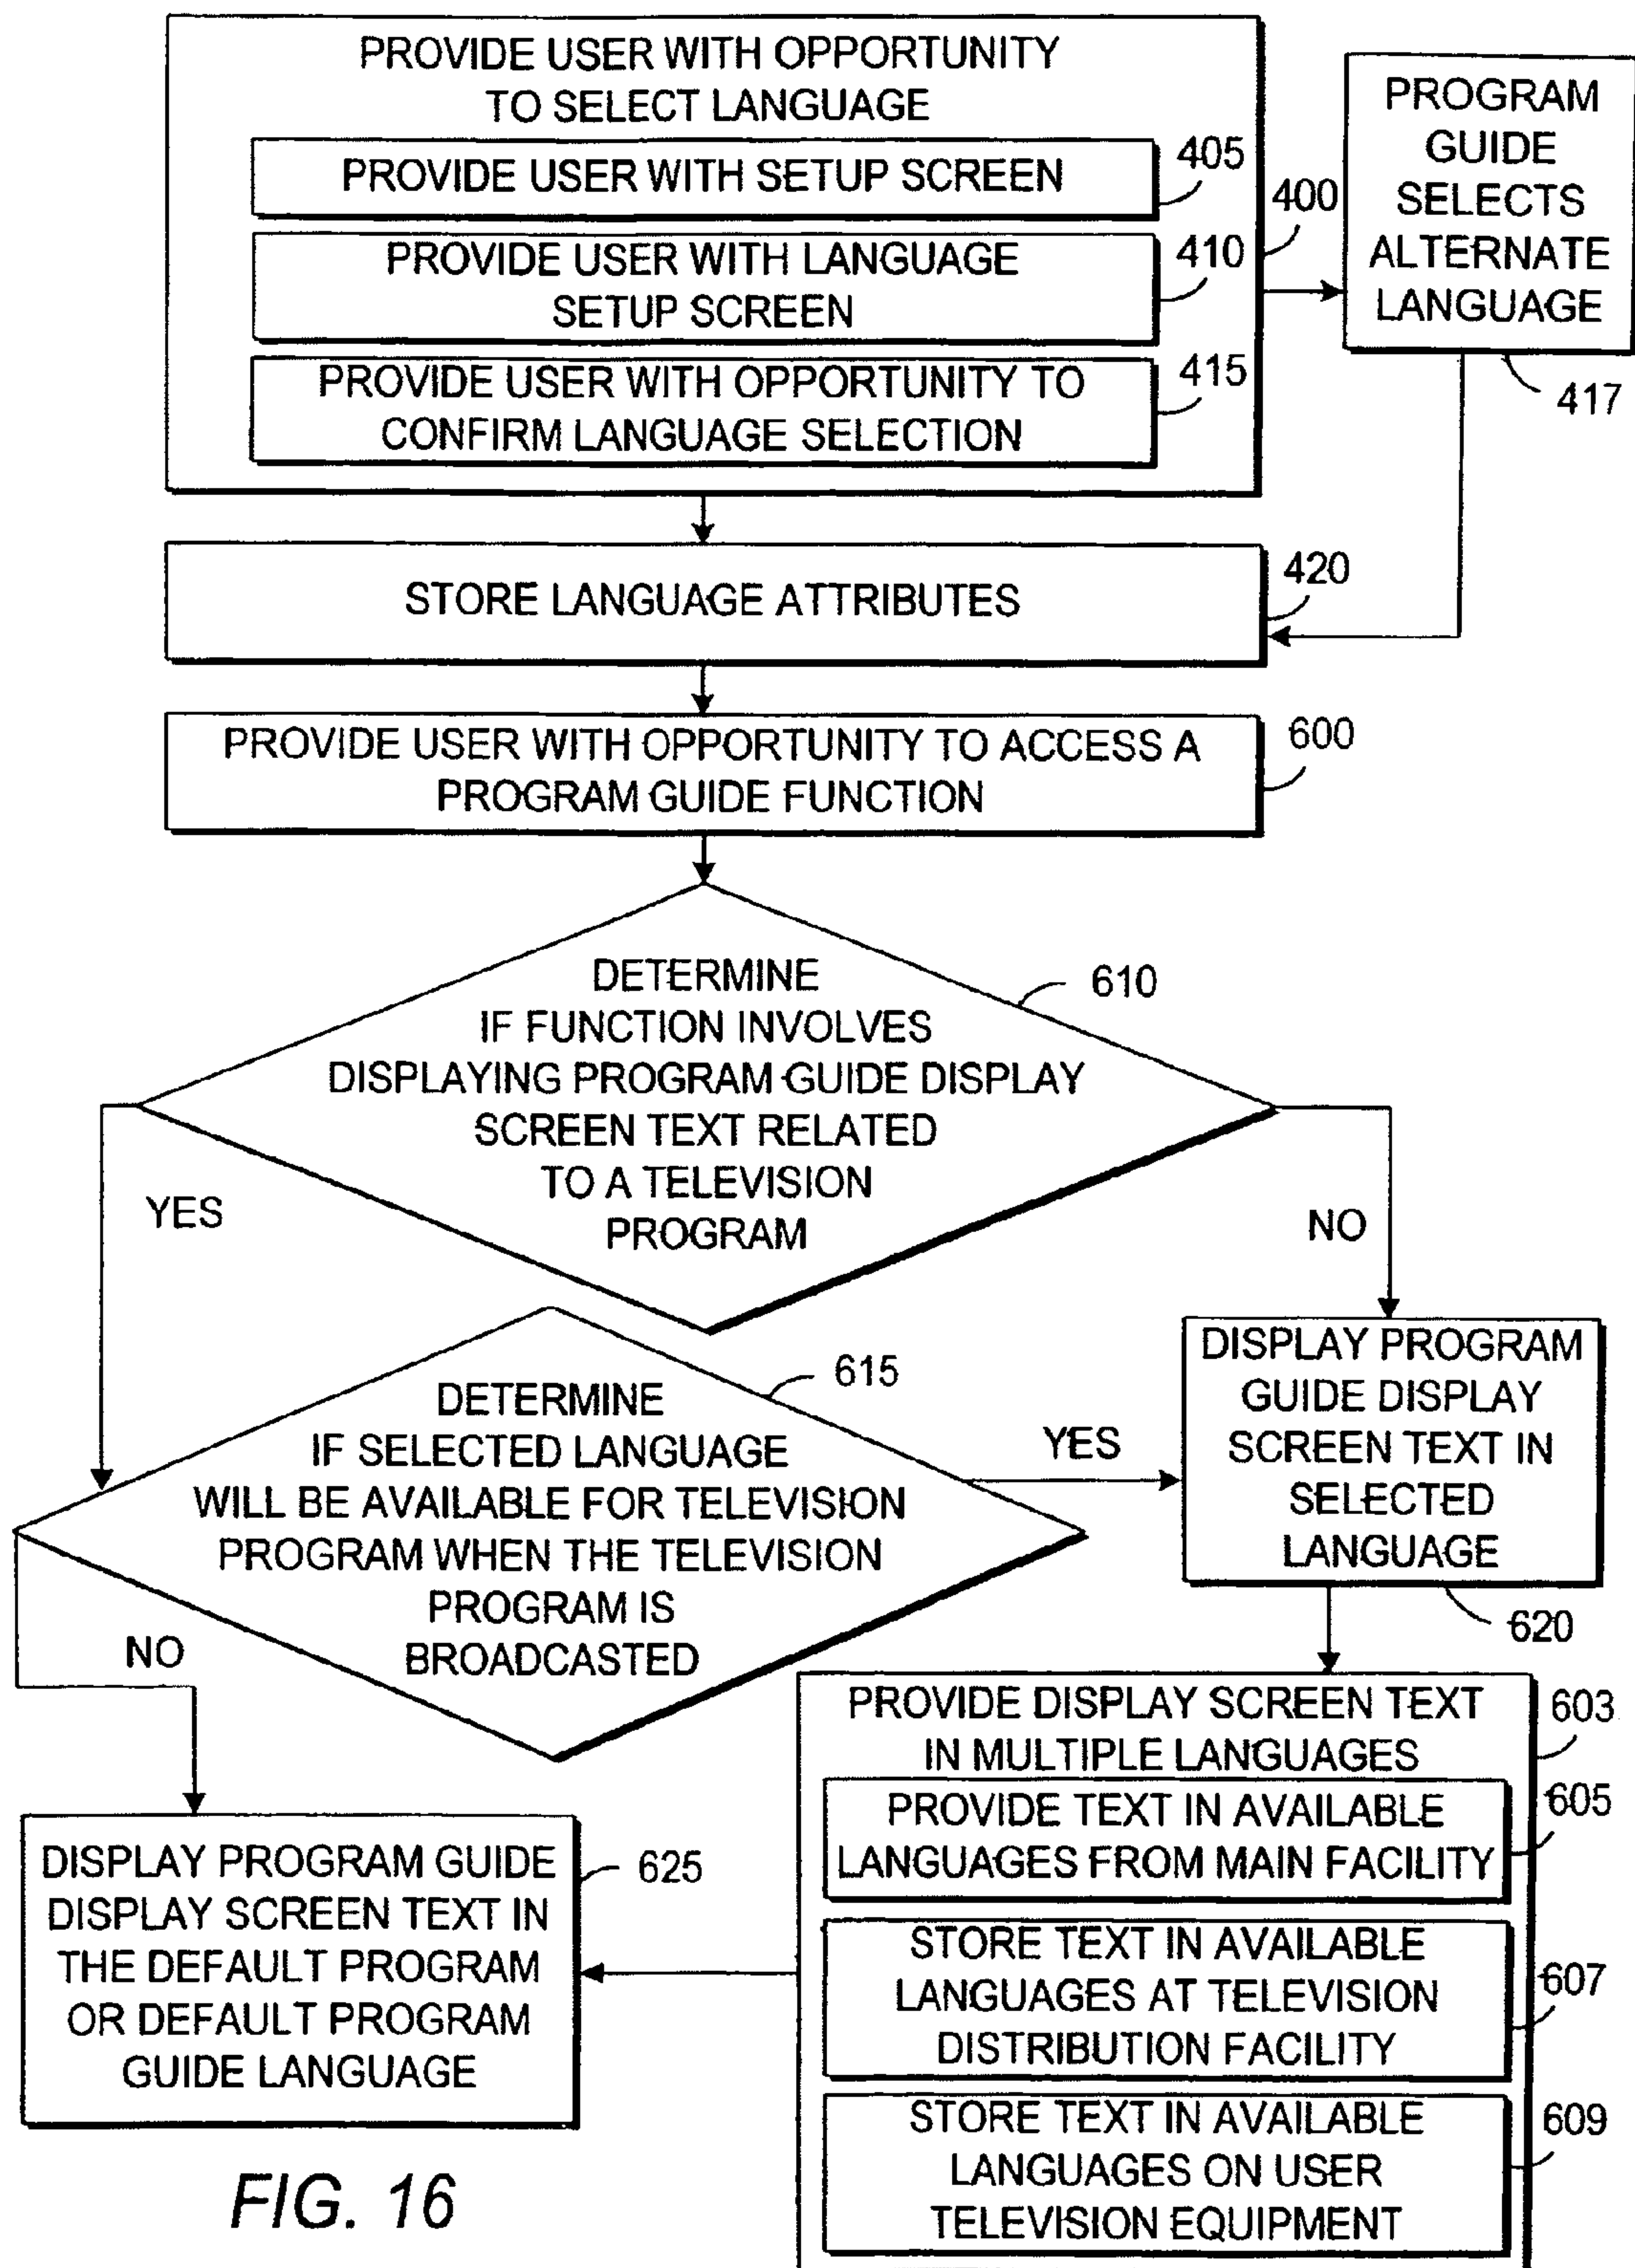 PROVIDE USER WITH OPPORTUNITY
TO SELECT LANGUAGE
PROVIDE USER WITH SETUP SCREEN
405
PROVIDE USER WITH LANGUAGE
SETUP SCREEN
410
PROVIDE USER WITH OPPORTUNITY TO
CONFIRM LANGUAGE SELECTION
415
400
PROGRAM
GUIDE
SELECTS
ALTERNATE
LANGUAGE
417
STORE LANGUAGE ATTRIBUTES
420
PROVIDE USER WITH OPPORTUNITY TO ACCESS A
PROGRAM GUIDE FUNCTION
600
DETERMINE
IF FUNCTION INVOLVES
DISPLAYING PROGRAM GUIDE DISPLAY
SCREEN TEXT RELATED
TO A TELEVISION
PROGRAM
610
YES
NO
DETERMINE
IF SELECTED LANGUAGE
WILL BE AVAILABLE FOR TELEVISION
PROGRAM WHEN THE TELEVISION
PROGRAM IS
BROADCASTED
615
YES
NO
DISPLAY PROGRAM
GUIDE DISPLAY
SCREEN TEXT IN
SELECTED
LANGUAGE
620
PROVIDE DISPLAY SCREEN TEXT
IN MULTIPLE LANGUAGES
603
PROVIDE TEXT IN AVAILABLE
LANGUAGES FROM MAIN FACILITY
605
STORE TEXT IN AVAILABLE
LANGUAGES AT TELEVISION
DISTRIBUTION FACILITY
607
STORE TEXT IN AVAILABLE
LANGUAGES ON USER
TELEVISION EQUIPMENT
609
DISPLAY PROGRAM GUIDE
DISPLAY SCREEN TEXT IN
THE DEFAULT PROGRAM
OR DEFAULT PROGRAM
GUIDE LANGUAGE
625
FIG. 16